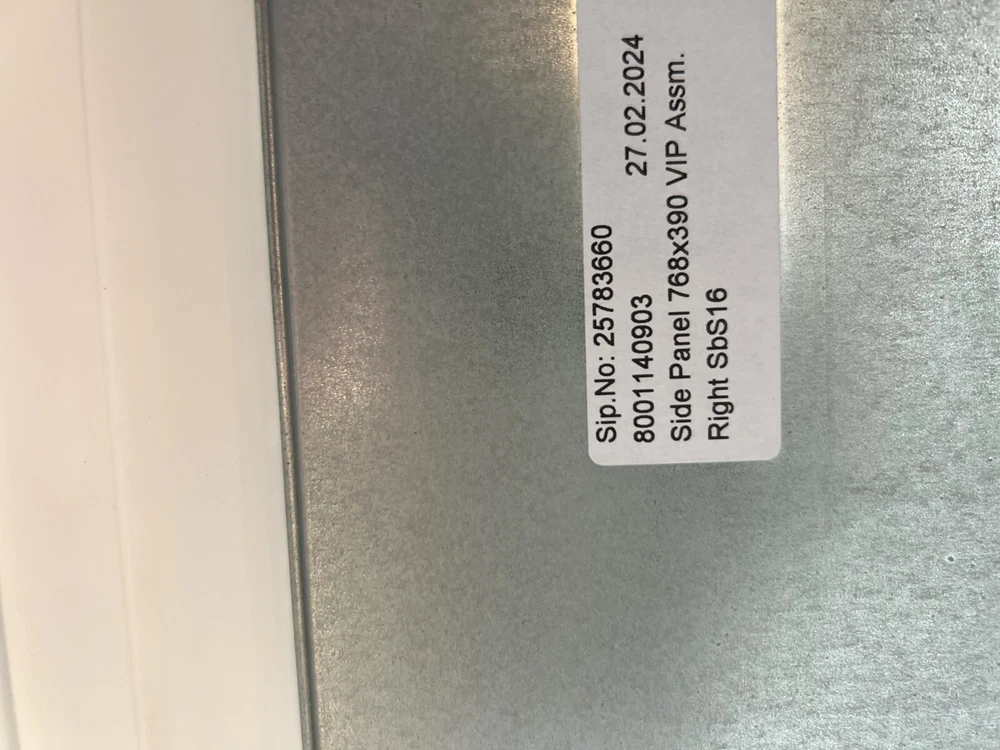 Sip.No: 25783660
8001140903 27.02.2024
Side Panel 768x390 VIP Assm.
Right SbS16